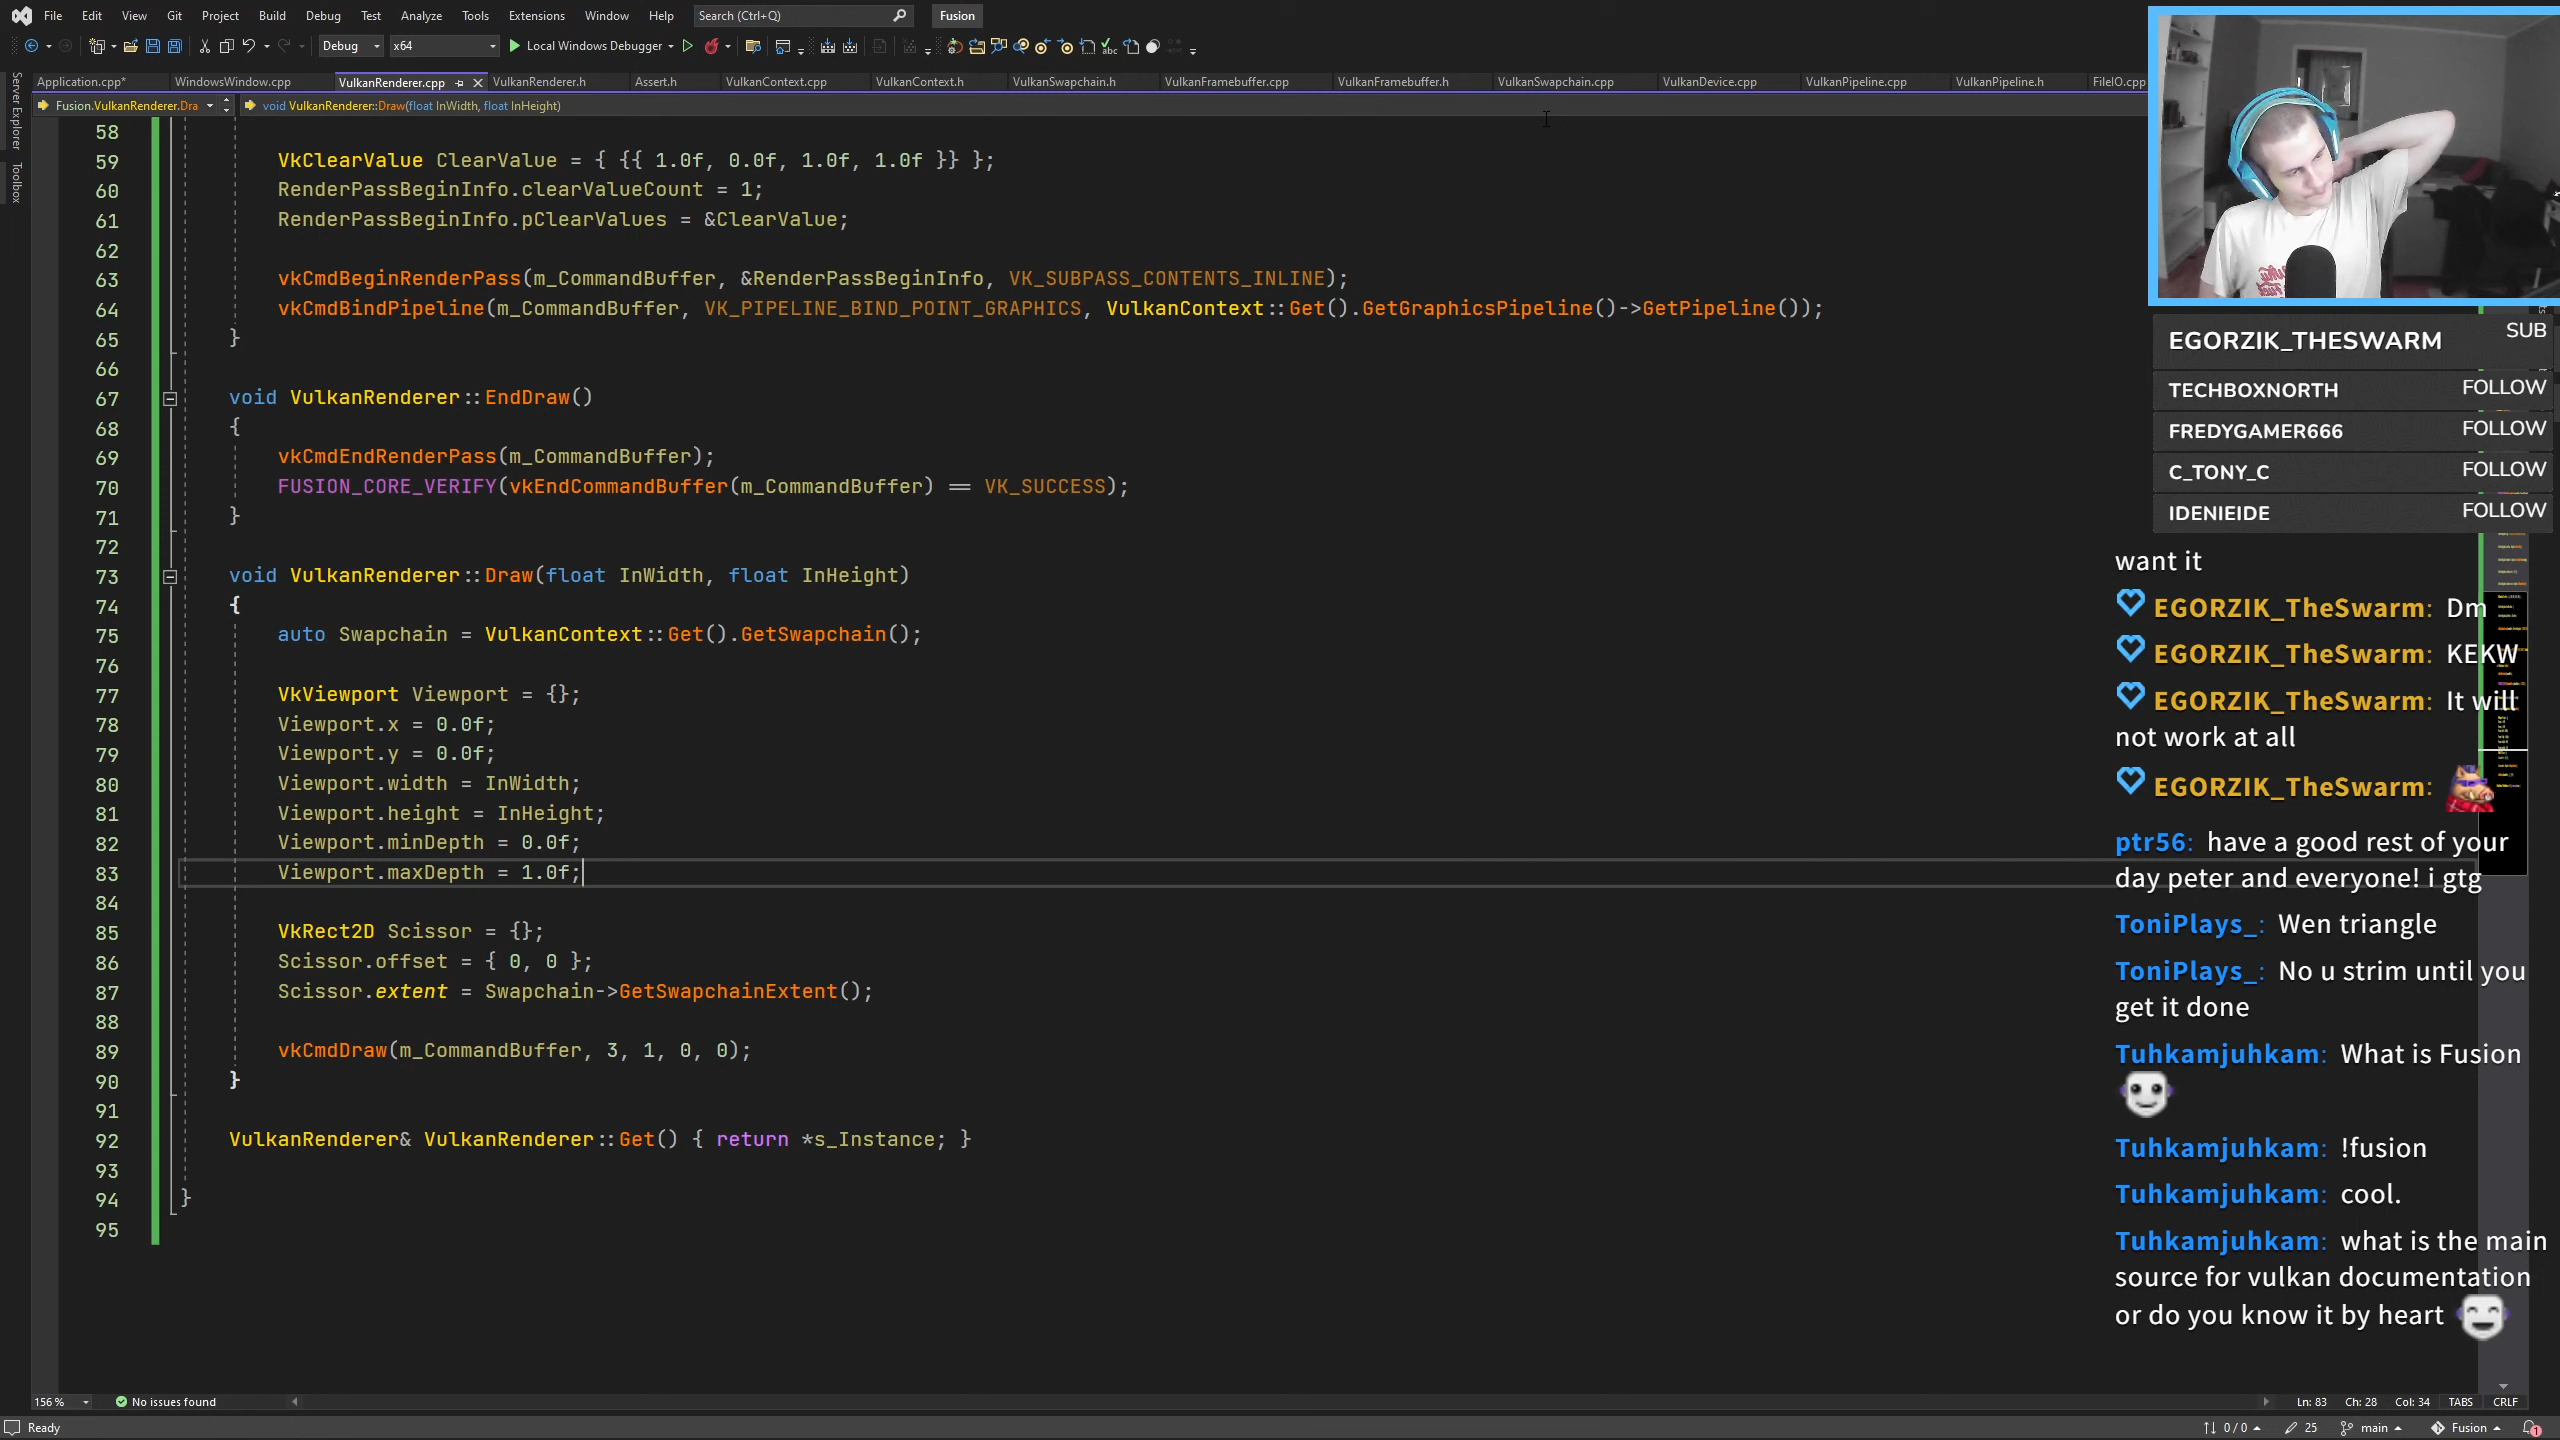 File Edit View Git Project Build Debug Test Analyze Tools Extensions Window Help Search (Ctrl+Q) Fusion
Debug x64 Local Windows Debugger
Application.cpp* WindowsWindow.cpp VulkanRenderer.cpp VulkanRenderer.h Assert.h VulkanContext.cpp VulkanContext.h VulkanSwapchain.h VulkanFramebuffer.cpp VulkanFramebuffer.h VulkanSwapchain.cpp VulkanDevice.cpp VulkanPipeline.cpp VulkanPipeline.h FileIO.cpp
Fusion.VulkanRenderer.Dra void VulkanRenderer::Draw(float InWidth, float InHeight)
Server Explorer
Toolbox
58
59 VkClearValue ClearValue = { {{ 1.0f, 0.0f, 1.0f, 1.0f }} };
60 RenderPassBeginInfo.clearValueCount = 1;
61 RenderPassBeginInfo.pClearValues = &ClearValue;
62
63 vkCmdBeginRenderPass(m_CommandBuffer, &RenderPassBeginInfo, VK_SUBPASS_CONTENTS_INLINE);
64 vkCmdBindPipeline(m_CommandBuffer, VK_PIPELINE_BIND_POINT_GRAPHICS, VulkanContext::Get().GetGraphicsPipeline()->GetPipeline());
65 }
66
67 void VulkanRenderer::EndDraw()
68 {
69 vkCmdEndRenderPass(m_CommandBuffer);
70 FUSION_CORE_VERIFY(vkEndCommandBuffer(m_CommandBuffer) == VK_SUCCESS);
71 }
72
73 void VulkanRenderer::Draw(float InWidth, float InHeight)
74 {
75 auto Swapchain = VulkanContext::Get().GetSwapchain();
76
77 VkViewport Viewport = {};
78 Viewport.x = 0.0f;
79 Viewport.y = 0.0f;
80 Viewport.width = InWidth;
81 Viewport.height = InHeight;
82 Viewport.minDepth = 0.0f;
83 Viewport.maxDepth = 1.0f;
84
85 VkRect2D Scissor = {};
86 Scissor.offset = { 0, 0 };
87 Scissor.extent = Swapchain->GetSwapchainExtent();
88
89 vkCmdDraw(m_CommandBuffer, 3, 1, 0, 0);
90 }
91
92 VulkanRenderer& VulkanRenderer::Get() { return *s_Instance; }
93
94 }
95
EGORZIK_THESWARM SUB
TECHBOXNORTH FOLLOW
FREDYGAMER666 FOLLOW
C_TONY_C FOLLOW
IDENIEIDE FOLLOW
want it
EGORZIK_TheSwarm: Dm
EGORZIK_TheSwarm: KEKW
EGORZIK_TheSwarm: It will
not work at all
EGORZIK_TheSwarm:
ptr56: have a good rest of your
day peter and everyone! i gtg
ToniPlays_: Wen triangle
ToniPlays_: No u strim until you
get it done
Tuhkamjuhkam: What is Fusion
Tuhkamjuhkam: !fusion
Tuhkamjuhkam: cool.
Tuhkamjuhkam: what is the main
source for vulkan documentation
or do you know it by heart
156 % No issues found Ln: 83 Ch: 28 Col: 34 TABS CRLF
Ready 0 / 0 25 main Fusion 1